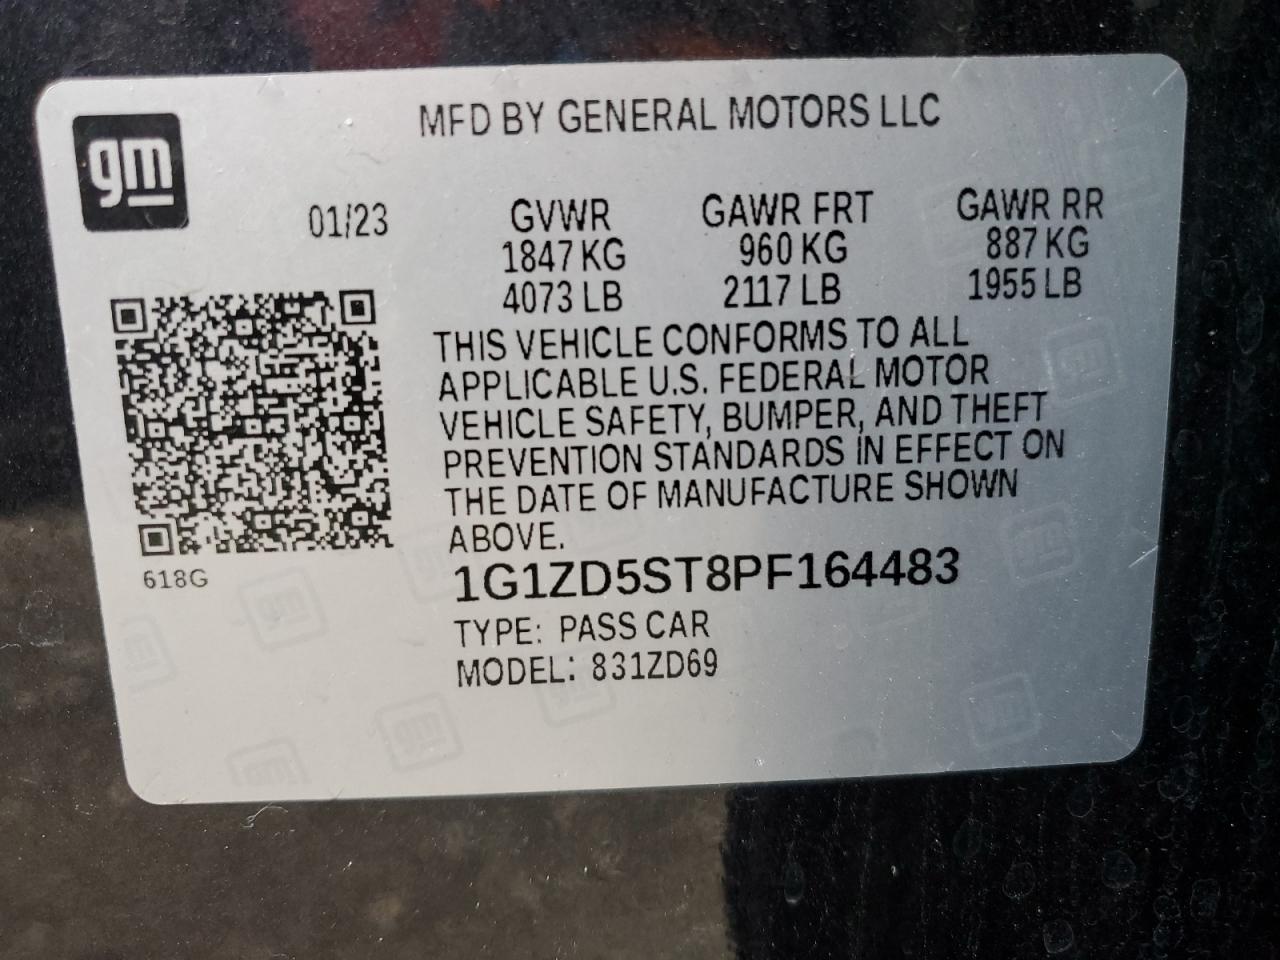 MFD BY GENERAL MOTORS LLC
gm
01/23
GVWR GAWR FRT GAWR RR
1847 KG 960 KG 887 KG
4073 LB 2117 LB 1955 LB
THIS VEHICLE CONFORMS TO ALL
APPLICABLE U.S. FEDERAL MOTOR
VEHICLE SAFETY, BUMPER, AND THEFT
PREVENTION STANDARDS IN EFFECT ON
THE DATE OF MANUFACTURE SHOWN
ABOVE.
618G
1G1ZD5ST8PF164483
TYPE: PASS CAR
MODEL: 831ZD69